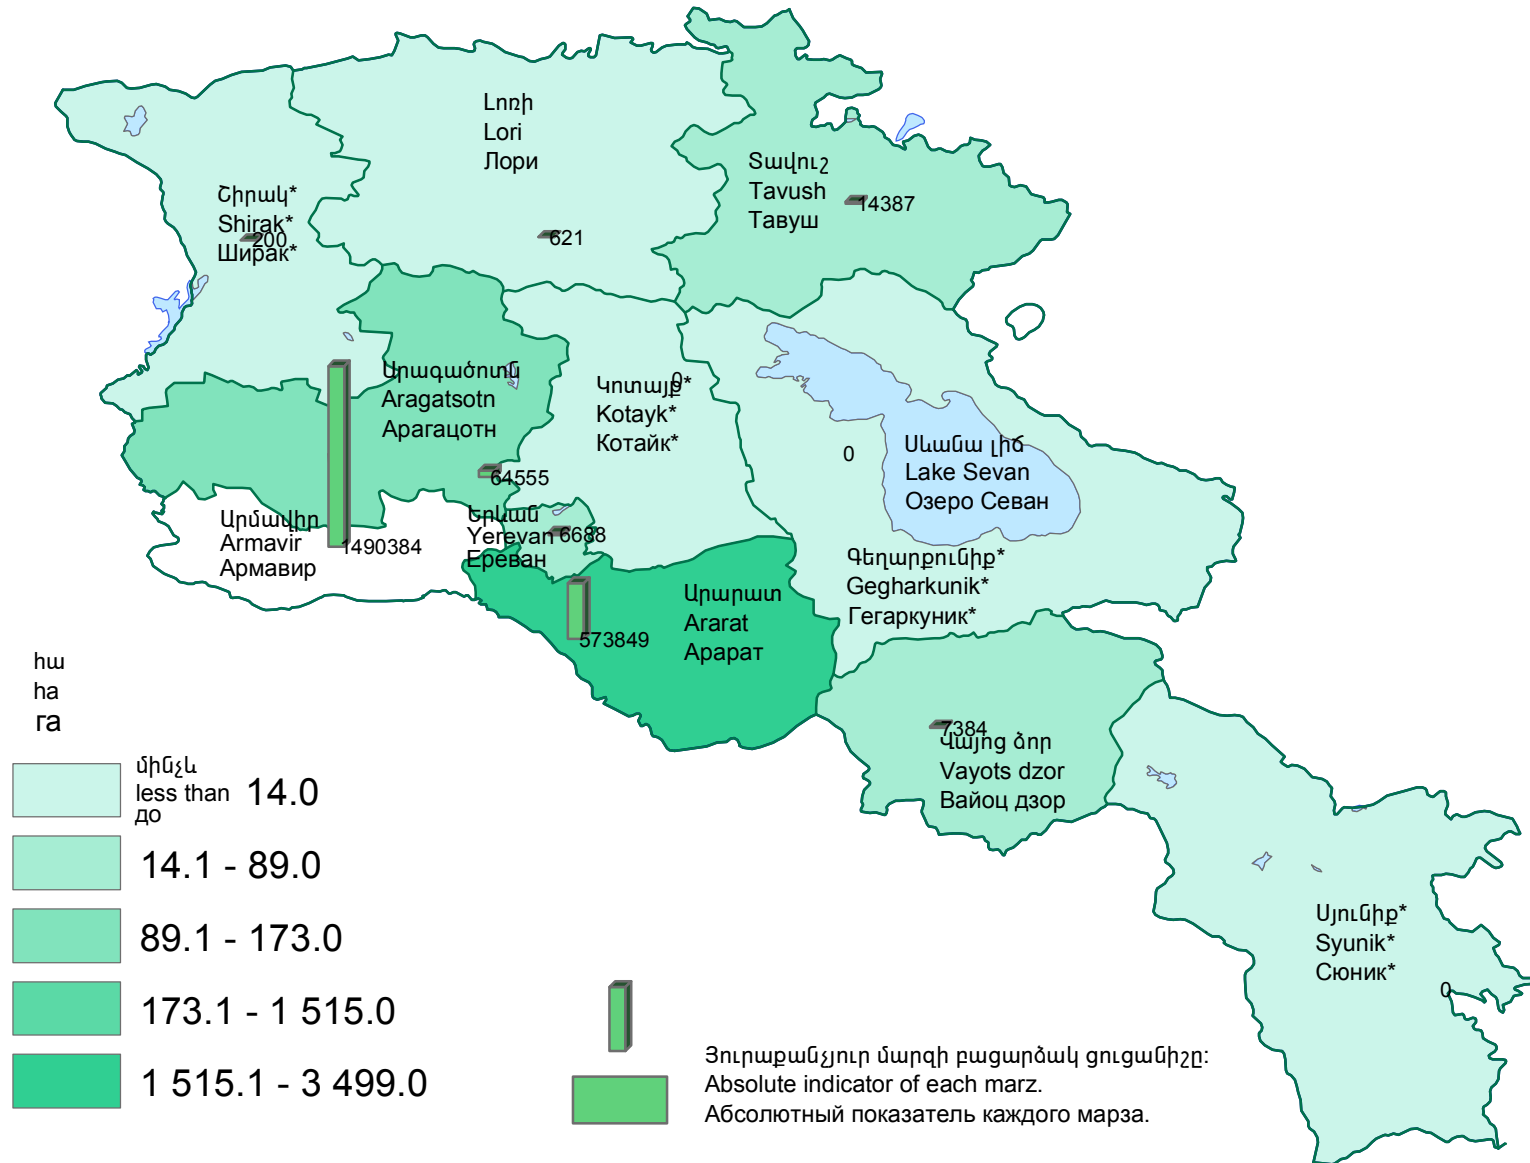 Լոռի
Lori
Лори
621
Տավուշ
Tavush
Тавуш
14387
Շիրակ*
Shirak*
Ширак*
200
Արագածոտն
Aragatsotn
Арагацотн
64555
Կոտայք*
Kotayk*
Котайк*
0
0
Սևանա լիճ
Lake Sevan
Озеро Севан
Արմավիր
Armavir
Армавир
1490384
Երևան
Yerevan
Ереван
6688
Գեղարքունիք*
Gegharkunik*
Гегаркуник*
Արարատ
Ararat
Арарат
573849
7384
Վայոց ձոր
Vayots dzor
Вайоц дзор
Սյունիք*
Syunik*
Сюник*
0
հա
ha
га
մինչև
less than 14.0
до
14.1 - 89.0
89.1 - 173.0
173.1 - 1 515.0
1 515.1 - 3 499.0
Յուրաքանչյուր մարզի բացարձակ ցուցանիշը:
Absolute indicator of each marz.
Абсолютный показатель каждого марза.